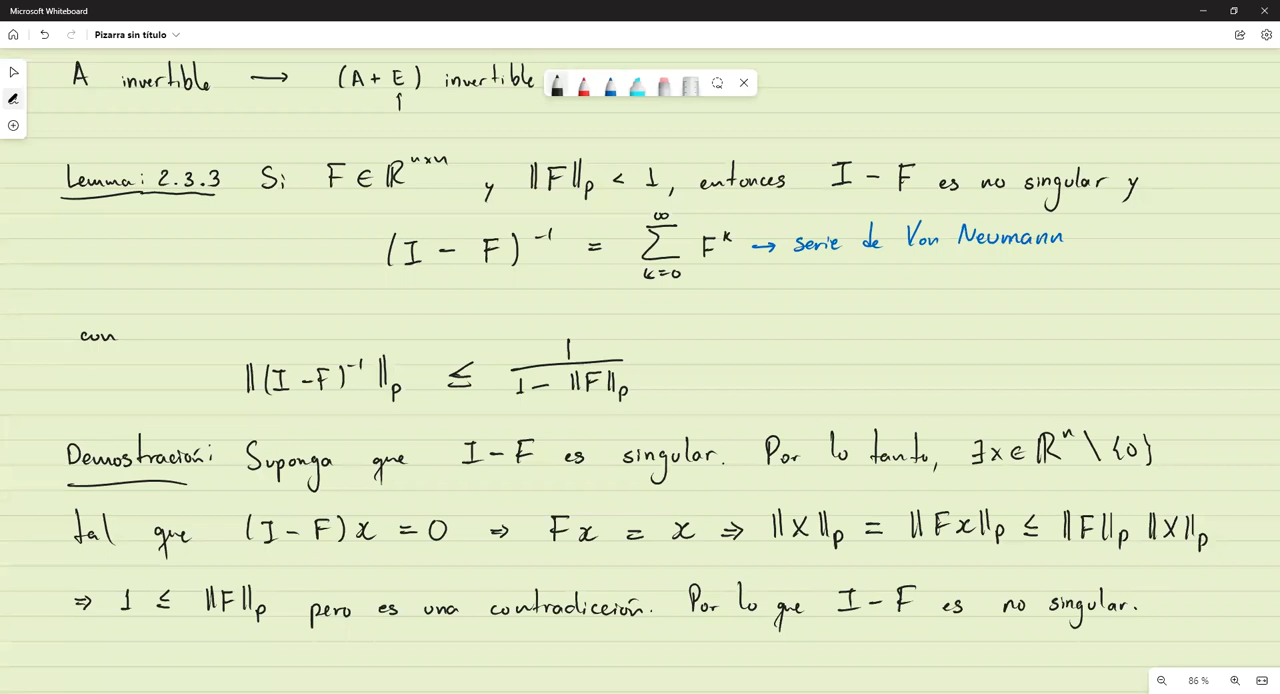 Microsoft Whiteboard
Pizarra sin título
A invertible ⟶ (A + E) invertible
↑
Lemma: 2.3.3 Si F ∈ ℝ^{n×n} y ‖F‖_p < 1, entonces I − F es no singular y
(I − F)^{−1} = ∑_{k=0}^{∞} F^k → serie de Von Neumann
con
‖(I − F)^{−1}‖_p ≤ 1 / (1 − ‖F‖_p)
Demostración: Suponga que I − F es singular. Por lo tanto, ∃x ∈ ℝ^n \ {0}
tal que (I − F)x = 0 ⇒ Fx = x ⇒ ‖x‖_p = ‖Fx‖_p ≤ ‖F‖_p ‖x‖_p
⇒ 1 ≤ ‖F‖_p pero es una contradicción. Por lo que I − F es no singular.
86 %